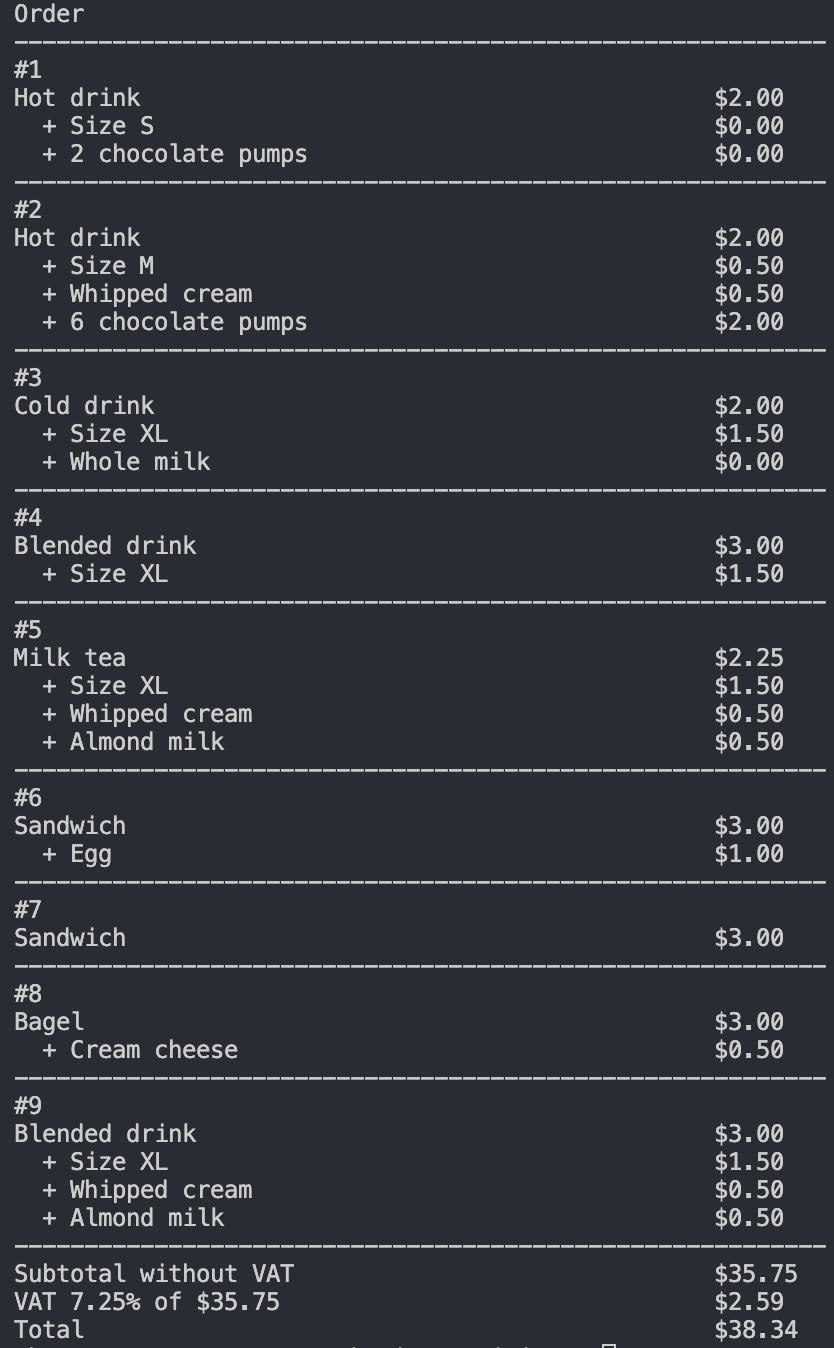 Order
#1
Hot drink $2.00
+ Size S $0.00
+ 2 chocolate pumps $0.00
#2
Hot drink $2.00
+ Size M $0.50
+ Whipped cream $0.50
+ 6 chocolate pumps $2.00
#3
Cold drink $2.00
+ Size XL $1.50
+ Whole milk $0.00
#4
Blended drink $3.00
+ Size XL $1.50
#5
Milk tea $2.25
+ Size XL $1.50
+ Whipped cream $0.50
+ Almond milk $0.50
#6
Sandwich $3.00
+ Egg $1.00
#7
Sandwich $3.00
#8
Bagel $3.00
+ Cream cheese $0.50
#9
Blended drink $3.00
+ Size XL $1.50
+ Whipped cream $0.50
+ Almond milk $0.50
Subtotal without VAT $35.75
VAT 7.25% of $35.75 $2.59
Total $38.34